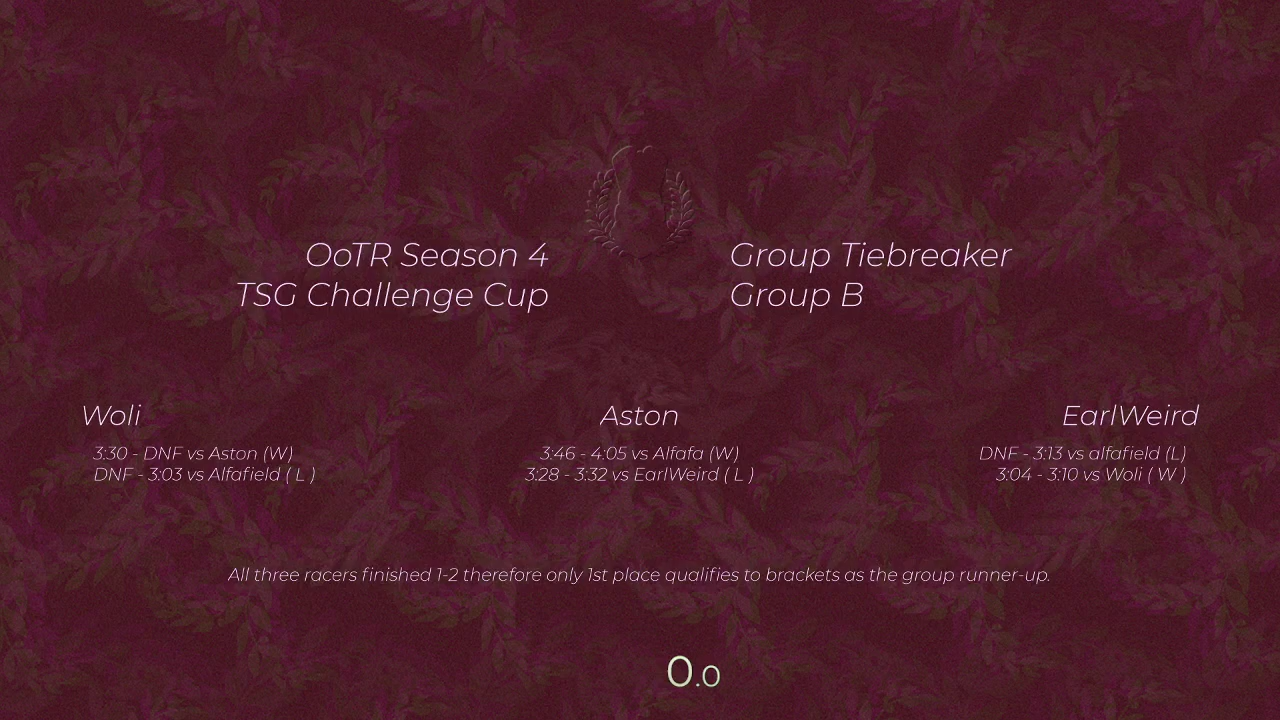 OoTR Season 4
TSG Challenge Cup
Group Tiebreaker
Group B
Woli
3:30 - DNF vs Aston (W)
DNF - 3:03 vs Alfafield ( L )
Aston
3:46 - 4:05 vs Alfafa (W)
3:28 - 3:32 vs EarlWeird ( L )
EarlWeird
DNF - 3:13 vs alfafield (L)
3:04 - 3:10 vs Woli ( W )
All three racers finished 1-2 therefore only 1st place qualifies to brackets as the group runner-up.
0.0